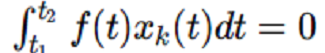 ∫_{t_1}^{t_2} f(t)x_k(t)dt = 0